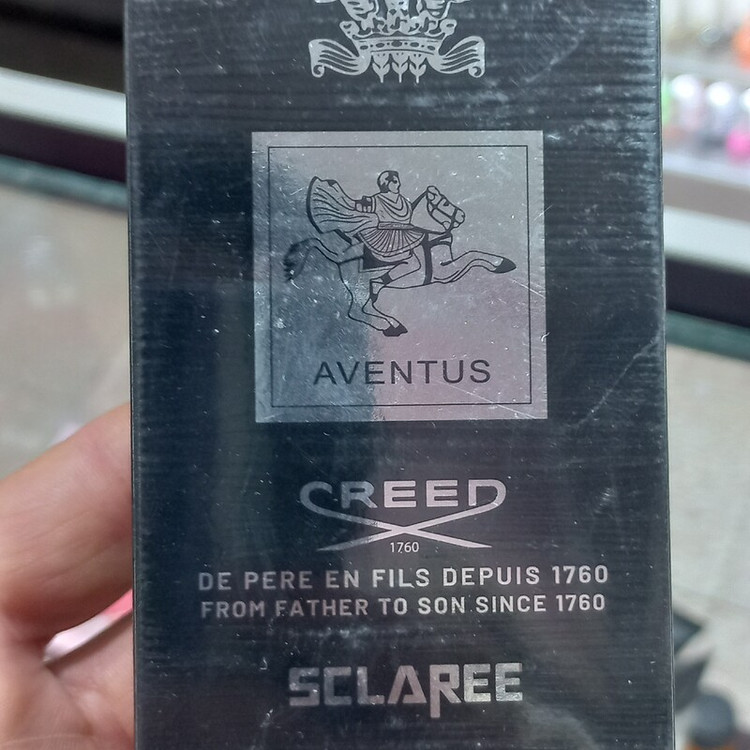 AVENTUS
CREED
1760
DE PERE EN FILS DEPUIS 1760
FROM FATHER TO SON SINCE 1760
SCLAREE